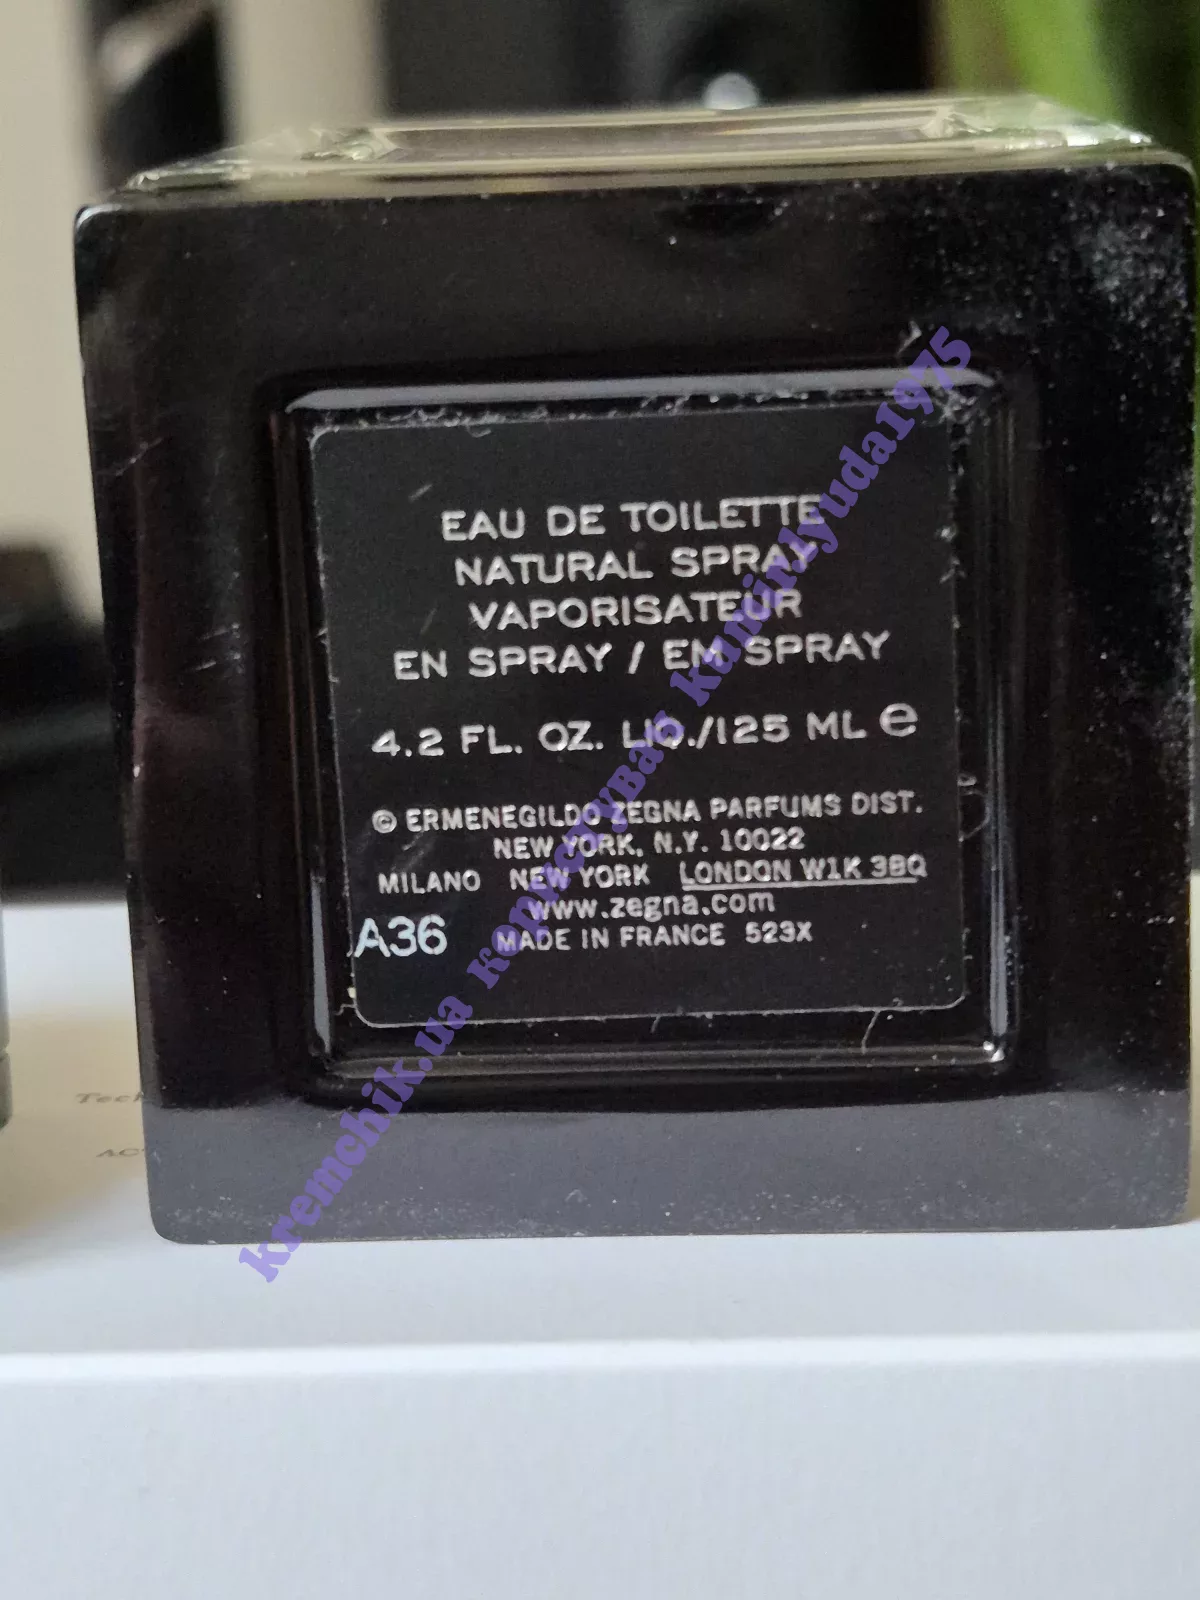 EAU DE TOILETTE
NATURAL SPRAY
VAPORISATEUR
EN SPRAY / EM SPRAY
4.2 FL. OZ. LIQ./125 ML ℮
© ERMENEGILDO ZEGNA PARFUMS DIST.
NEW YORK, N.Y. 10022
MILANO NEW YORK LONDON W1K 3BQ
www.zegna.com
A36 MADE IN FRANCE 523X
kremchik.ua користувач kunirlyuda1975
Tech